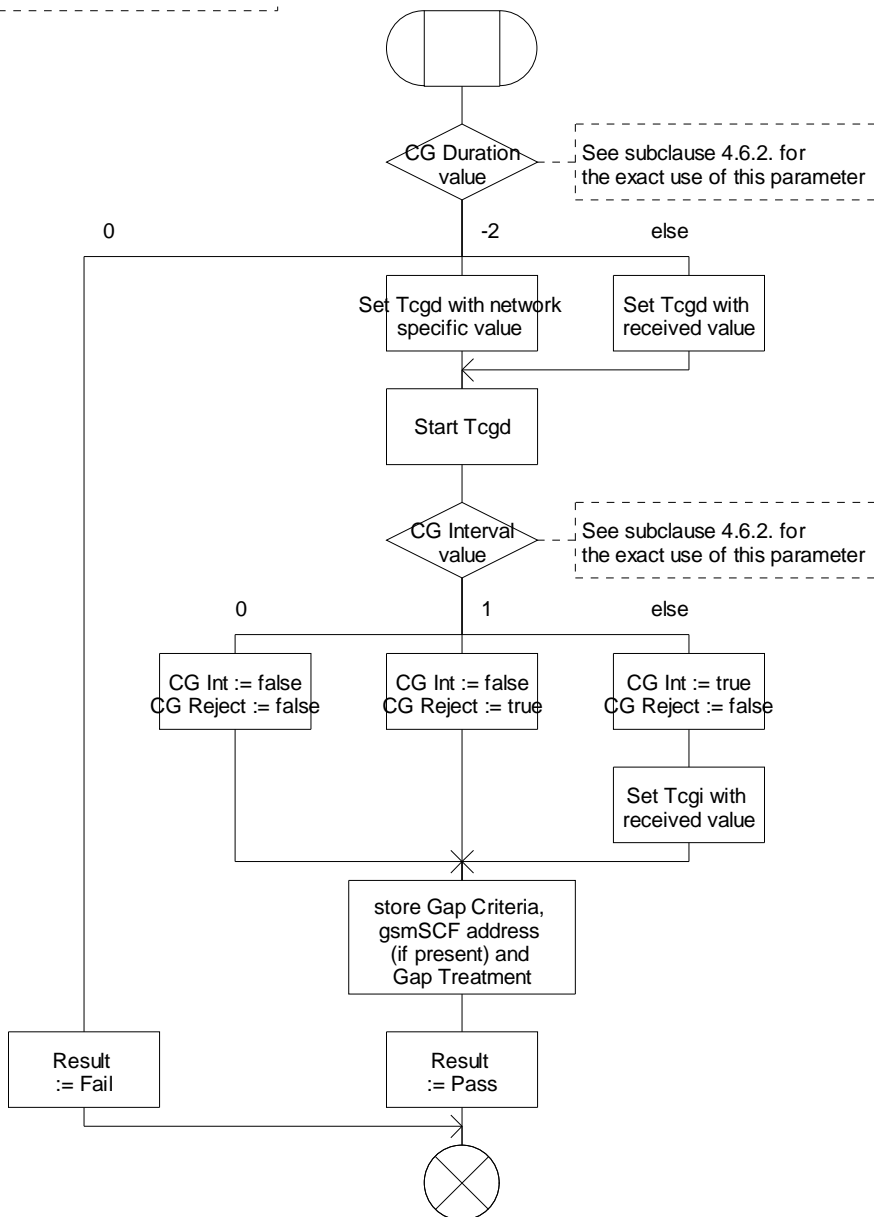 CG Duration
value
See subclause 4.6.2. for
the exact use of this parameter
0
-2
else
Set Tcgd with network
specific value
Set Tcgd with
received value
Start Tcgd
CG Interval
value
See subclause 4.6.2. for
the exact use of this parameter
0
1
else
CG Int := false
CG Reject := false
CG Int := false
CG Reject := true
CG Int := true
CG Reject := false
Set Tcgi with
received value
store Gap Criteria,
gsmSCF address
(if present) and
Gap Treatment
Result
:= Fail
Result
:= Pass